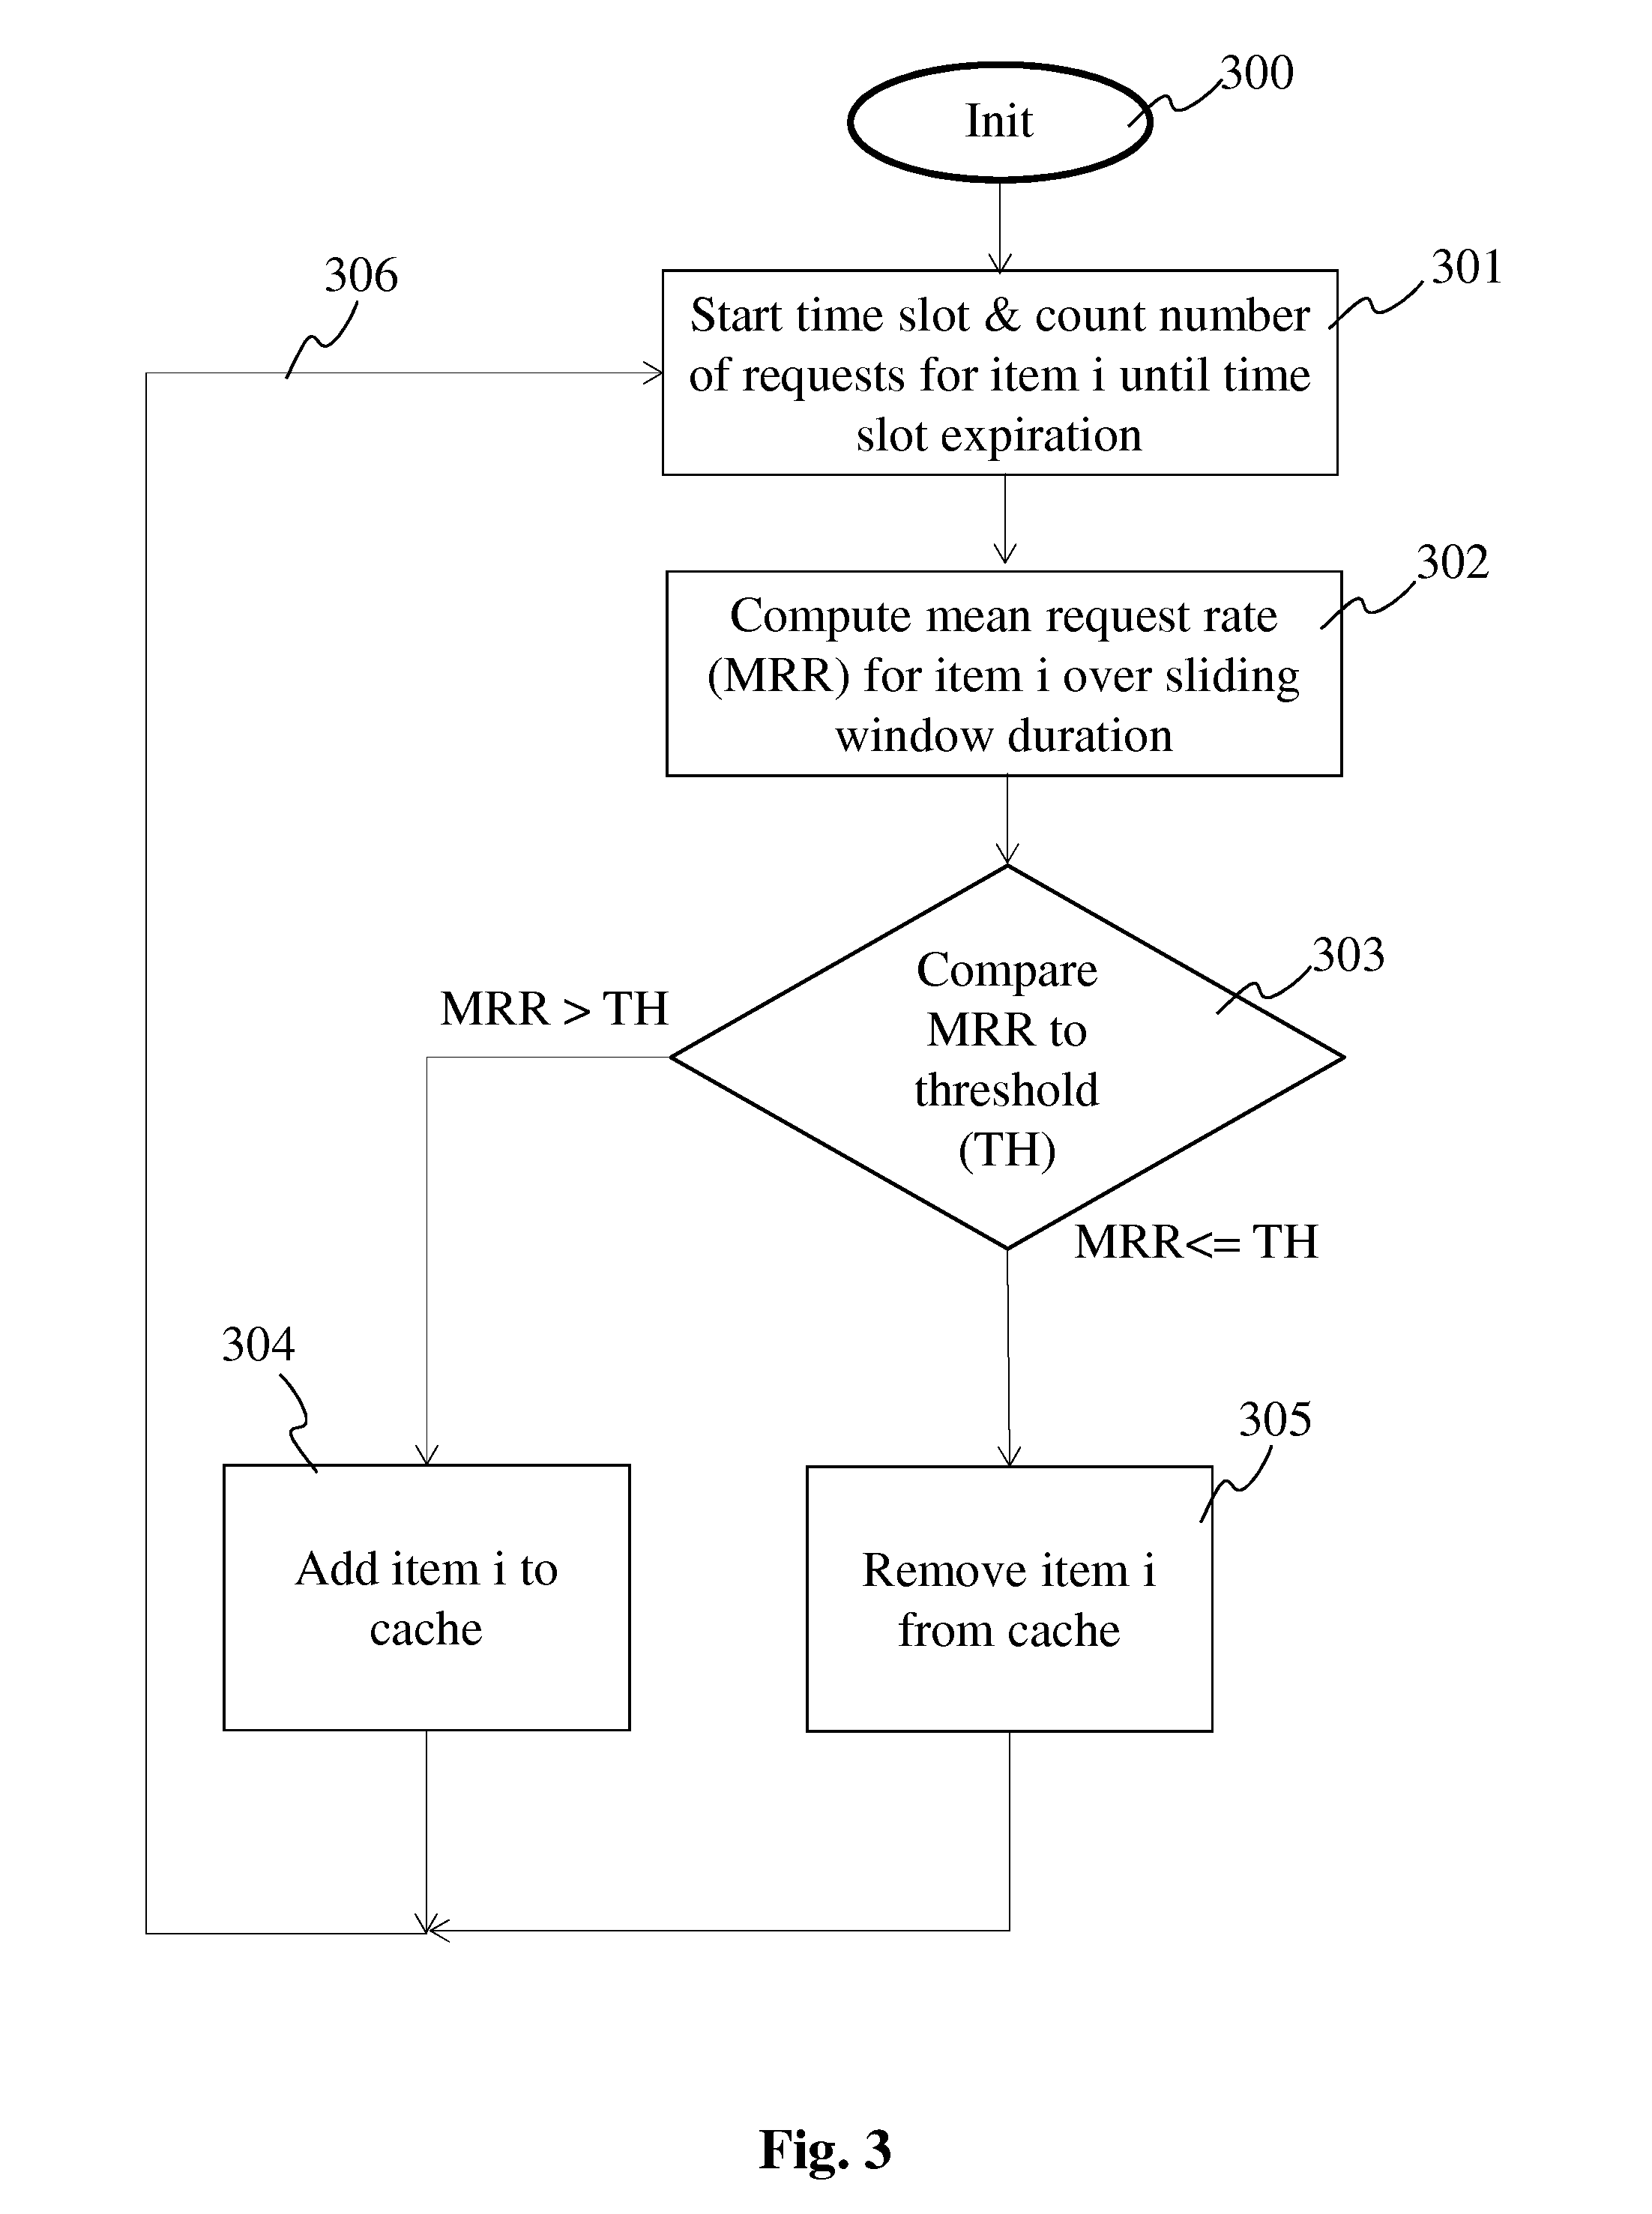 300
Init
306
301
Start time slot & count number
of requests for item i until time
slot expiration
302
Compute mean request rate
(MRR) for item i over sliding
window duration
303
Compare
MRR to
threshold
(TH)
MRR > TH
MRR<= TH
304
305
Add item i to
cache
Remove item i
from cache
Fig. 3